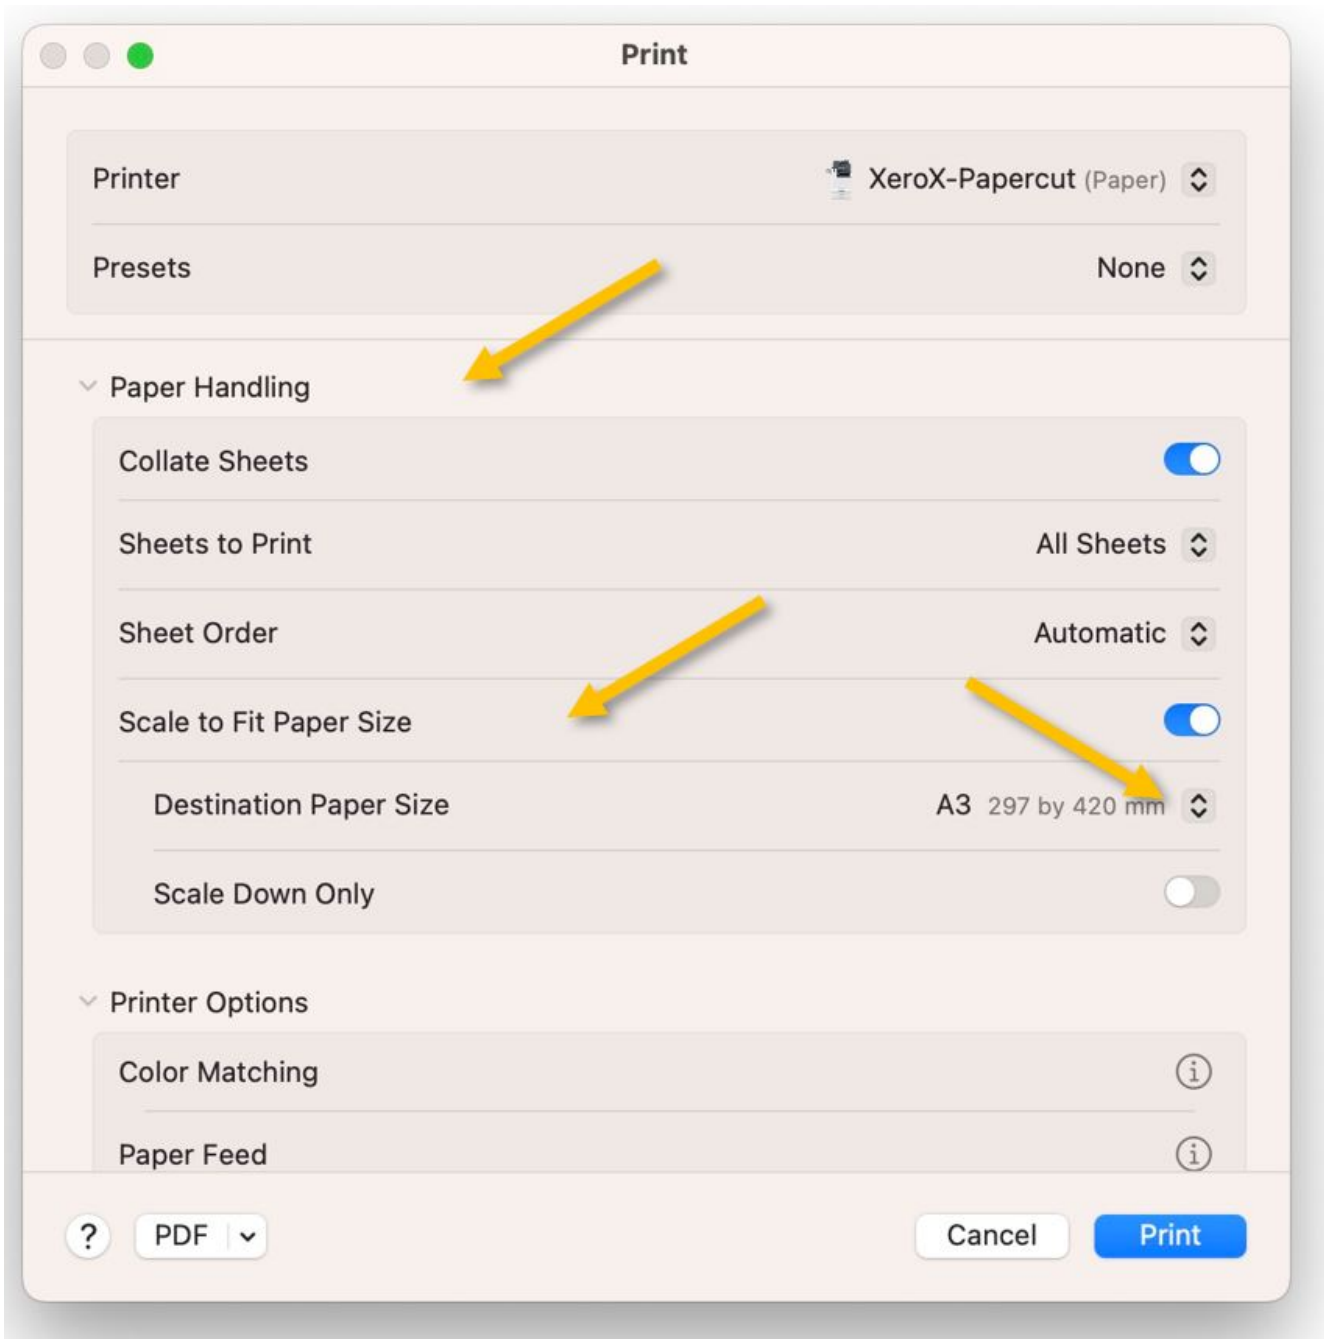 Print
Printer XeroX-Papercut (Paper)
Presets None
Paper Handling
Collate Sheets
Sheets to Print All Sheets
Sheet Order Automatic
Scale to Fit Paper Size
Destination Paper Size A3 297 by 420 mm
Scale Down Only
Printer Options
Color Matching
Paper Feed
? PDF Cancel Print